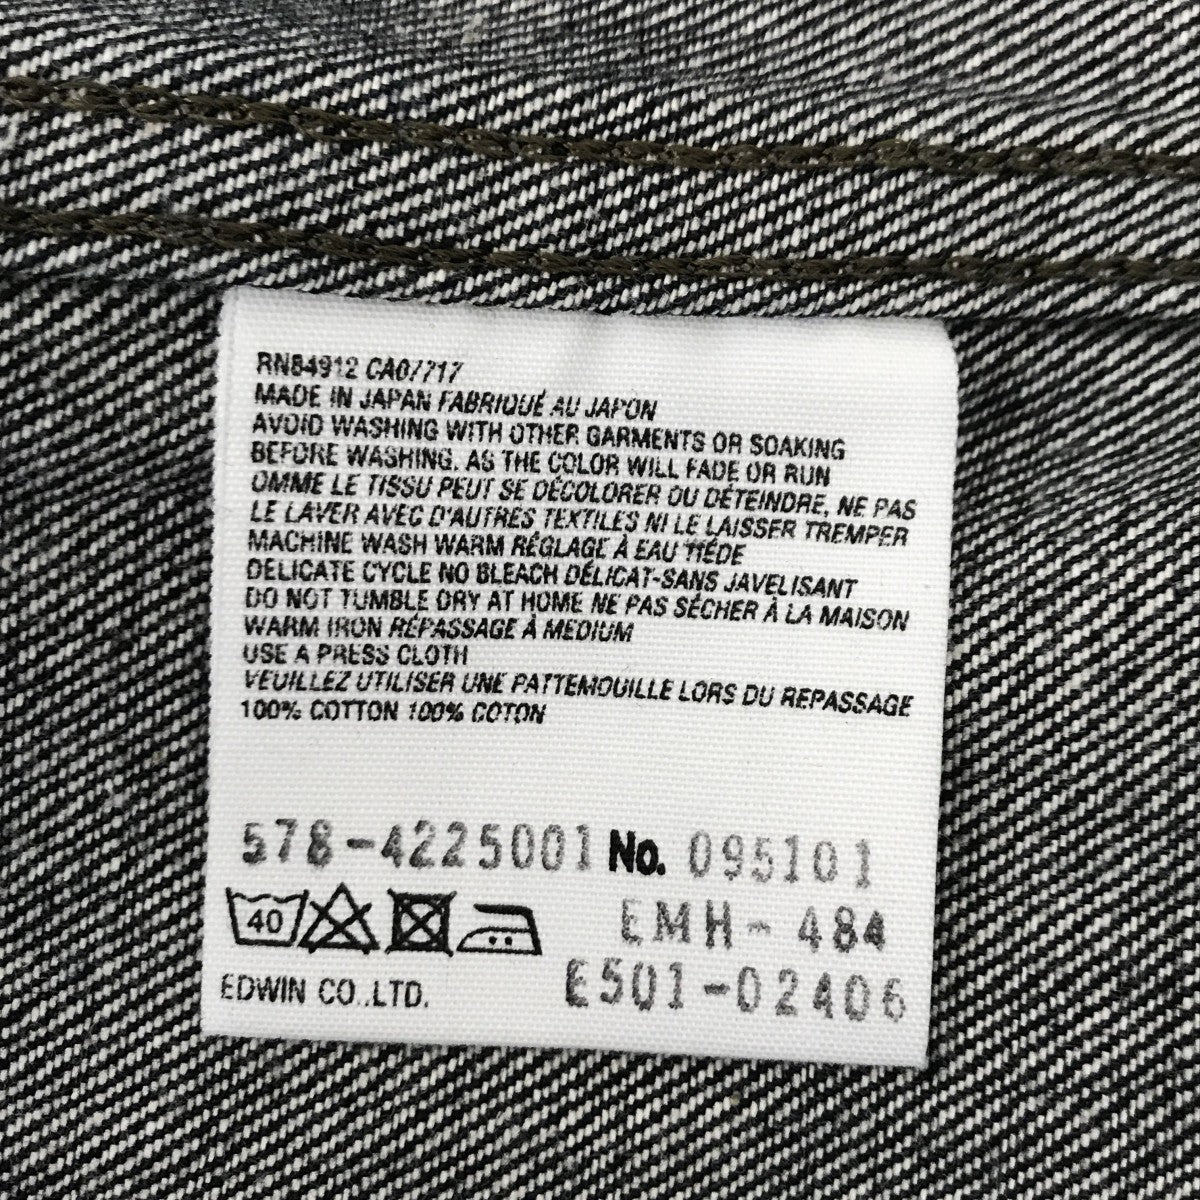 RN84912 CA07717
MADE IN JAPAN FABRIQUÉ AU JAPON
AVOID WASHING WITH OTHER GARMENTS OR SOAKING
BEFORE WASHING. AS THE COLOR WILL FADE OR RUN
OMME LE TISSU PEUT SE DÉCOLORER OU DÉTEINDRE, NE PAS
LE LAVER AVEC D'AUTRES TEXTILES NI LE LAISSER TREMPER
MACHINE WASH WARM RÉGLAGE À EAU TIÉDE
DELICATE CYCLE NO BLEACH DÉLICAT-SANS JAVELISANT
DO NOT TUMBLE DRY AT HOME NE PAS SÉCHER À LA MAISON
WARM IRON RÉPASSAGE À MEDIUM
USE A PRESS CLOTH
VEUILLEZ UTILISER UNE PATTEMOUILLE LORS DU REPASSAGE
100% COTTON 100% COTON
578-4225001 No. 095101
40 EMH-484
EDWIN CO.,LTD. E501-02406